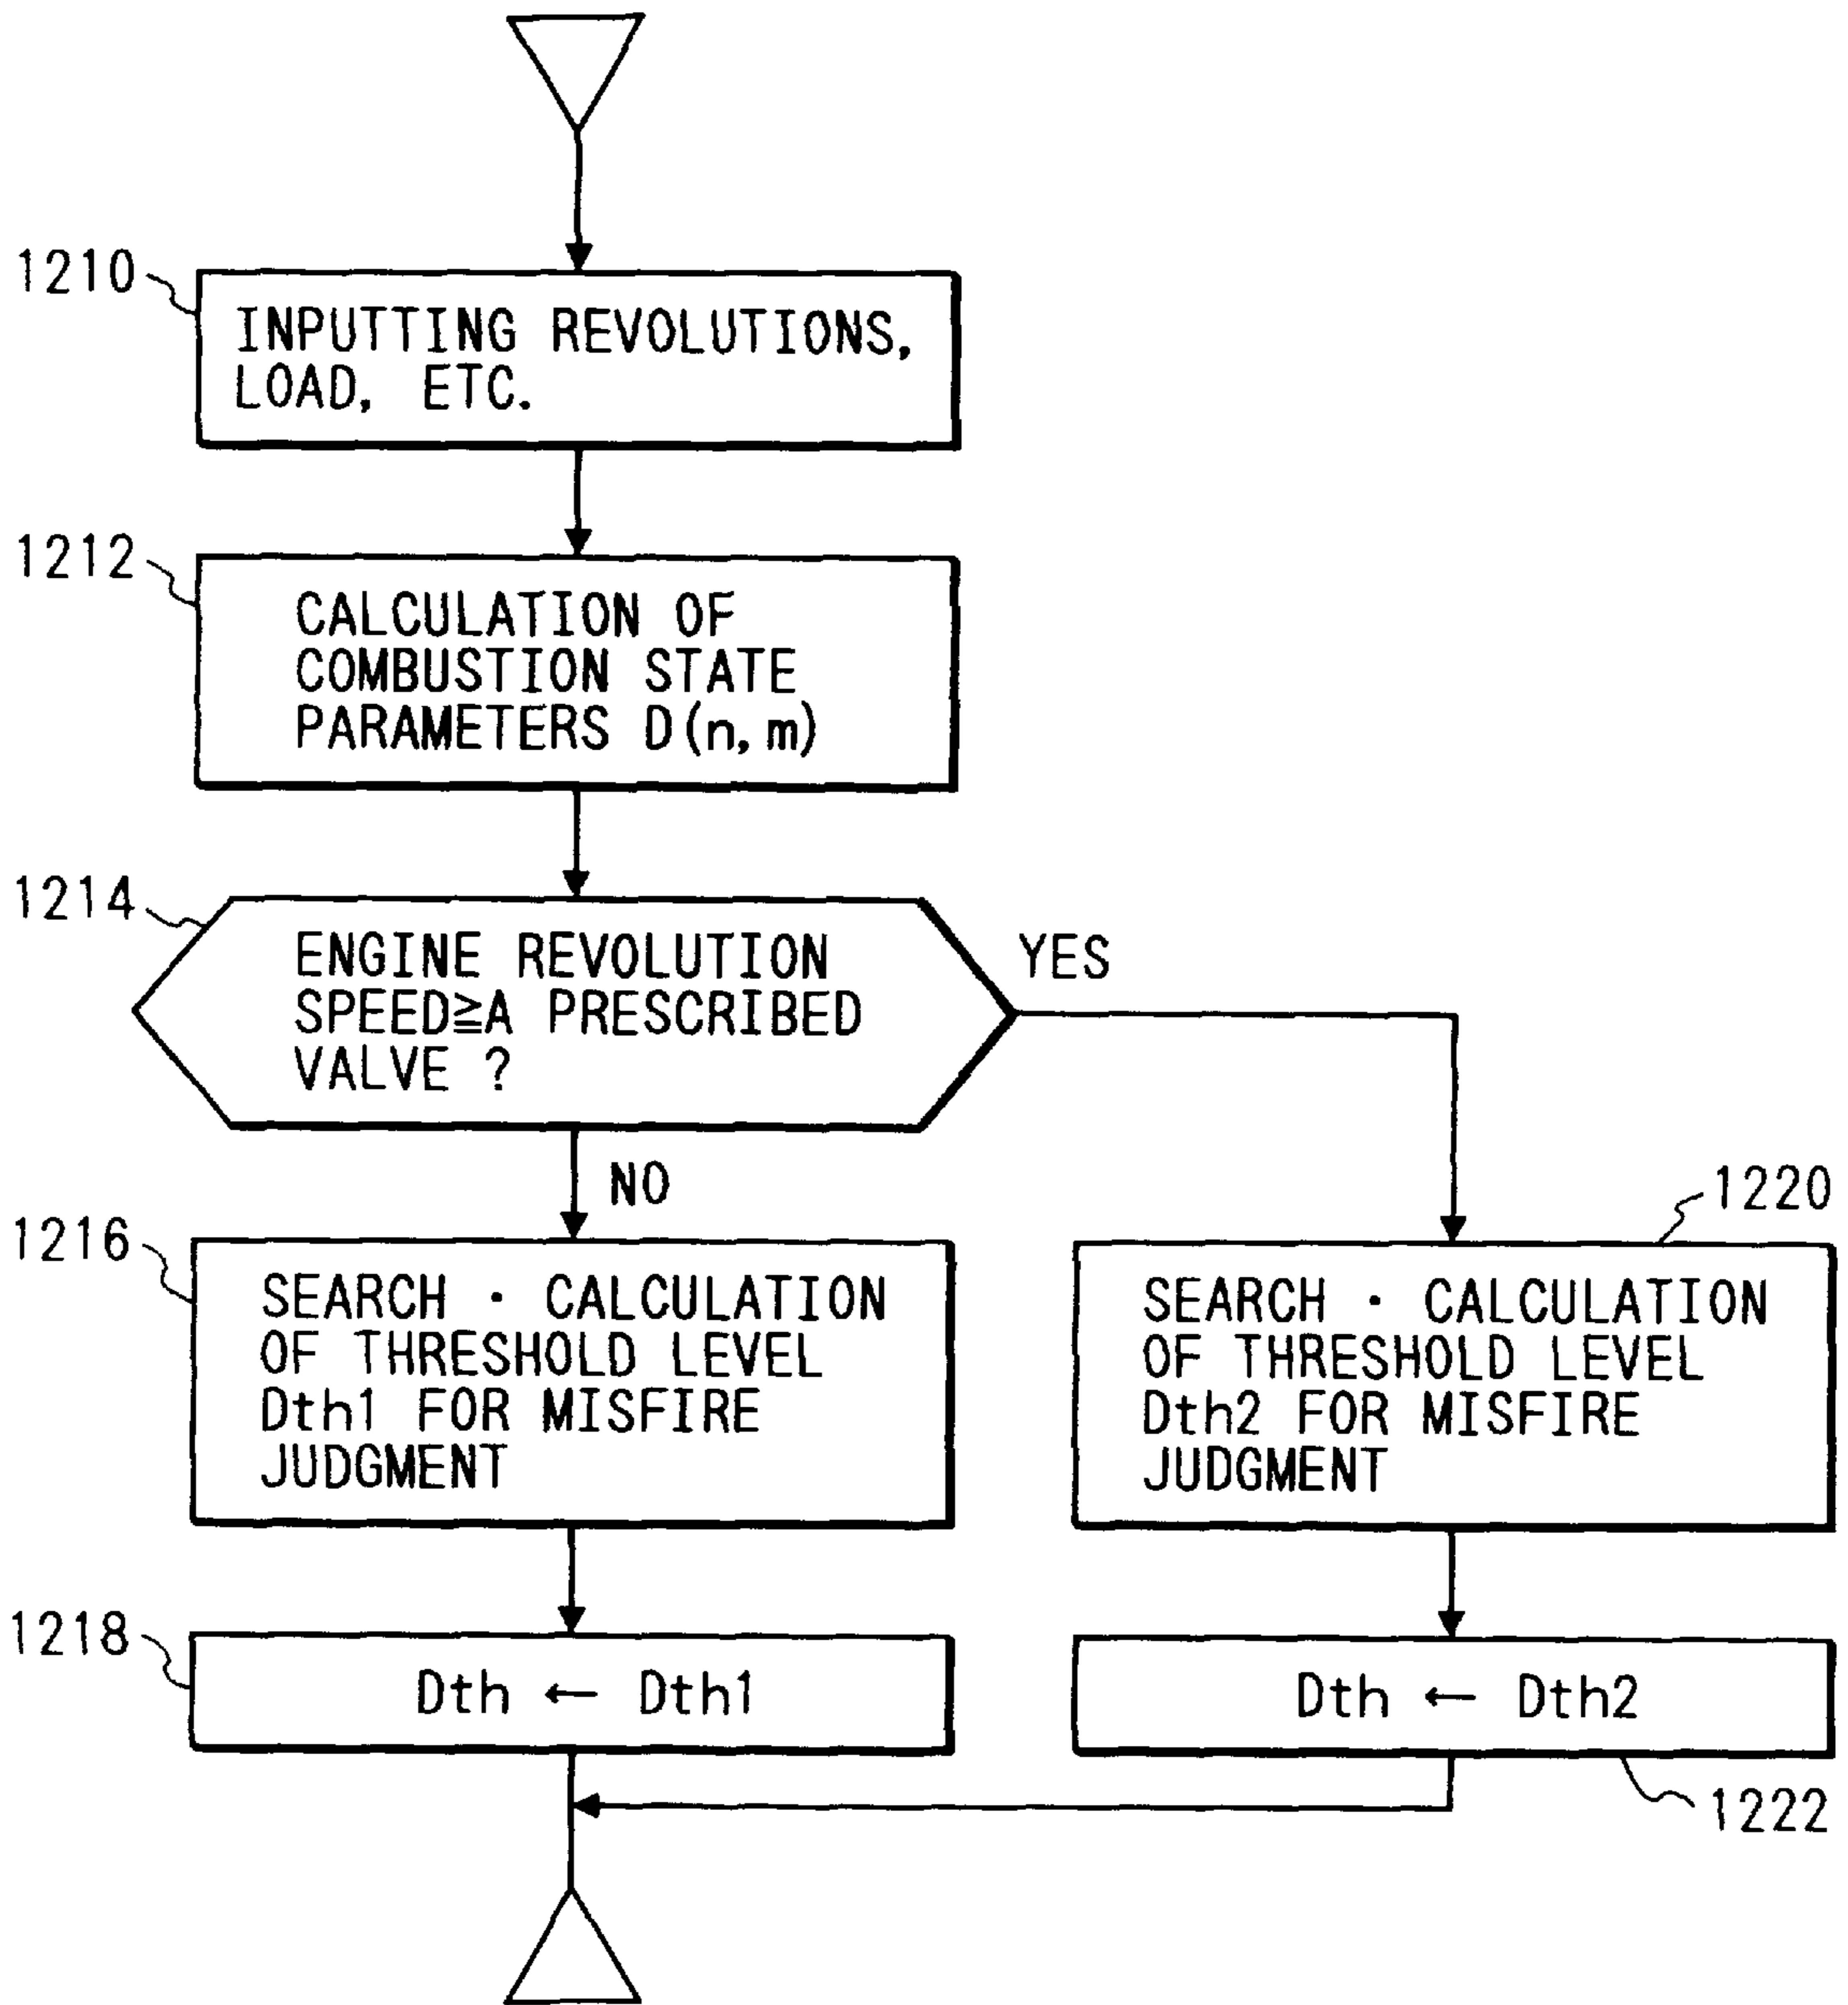 1210
INPUTTING REVOLUTIONS,
LOAD, ETC.
1212
CALCULATION OF
COMBUSTION STATE
PARAMETERS D(n,m)
1214
ENGINE REVOLUTION
SPEED≧A PRESCRIBED
VALVE ?
YES
NO
1216
SEARCH · CALCULATION
OF THRESHOLD LEVEL
Dth1 FOR MISFIRE
JUDGMENT
1220
SEARCH · CALCULATION
OF THRESHOLD LEVEL
Dth2 FOR MISFIRE
JUDGMENT
1218
Dth ← Dth1
Dth ← Dth2
1222